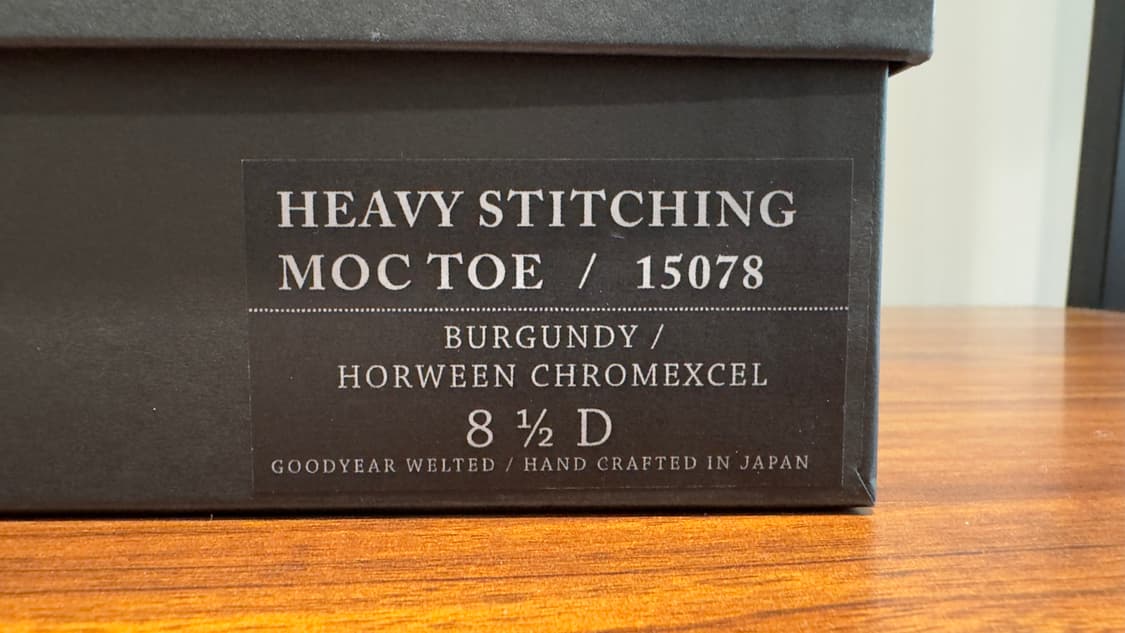 HEAVY STITCHING
MOC TOE / 15078
BURGUNDY /
HORWEEN CHROMEXCEL
8 ½ D
GOODYEAR WELTED / HAND CRAFTED IN JAPAN